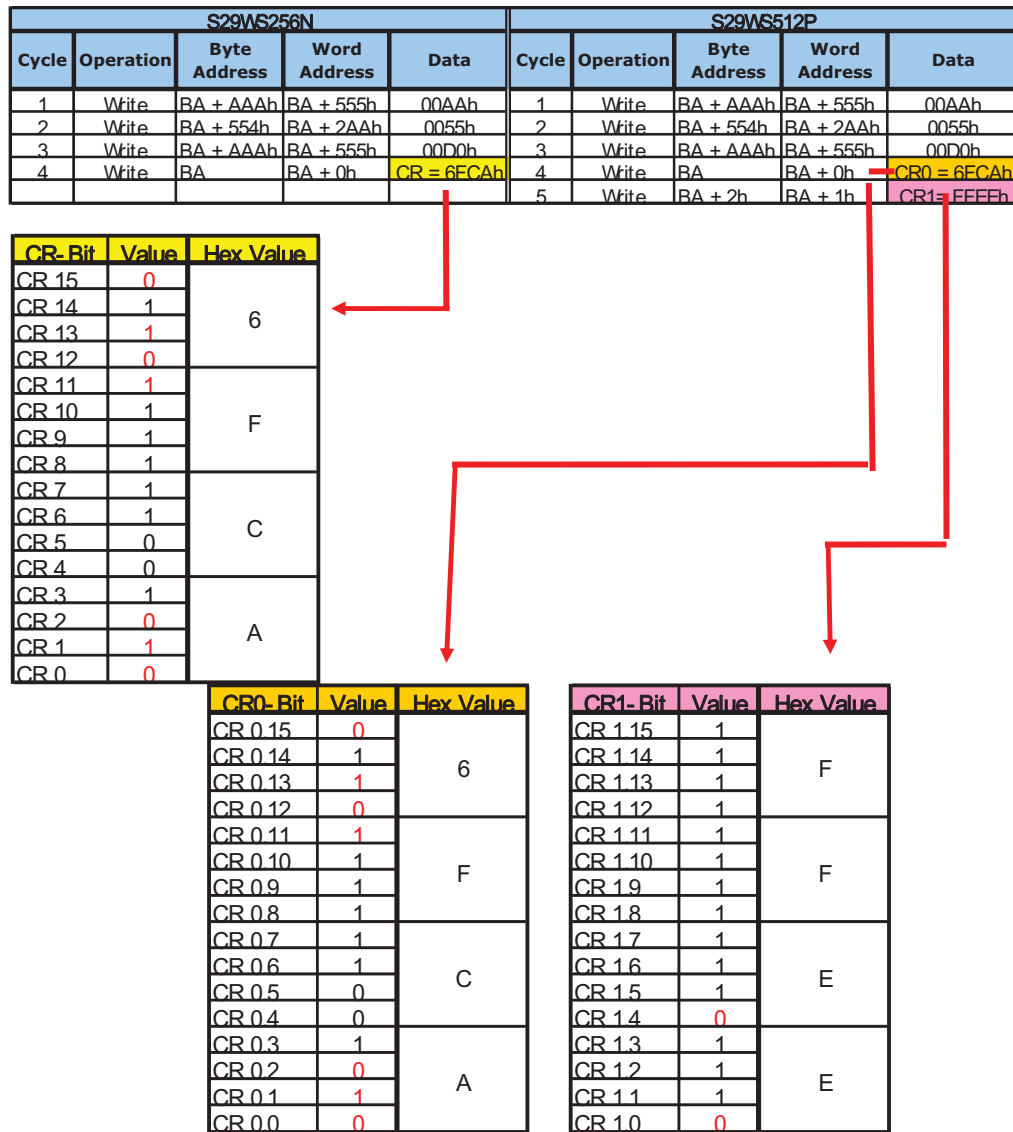 S29WS256N S29WS512P
Cycle Operation Byte Address Word Address Data Cycle Operation Byte Address Word Address Data
1 Write BA + AAAh BA + 555h 00AAh 1 Write BA + AAAh BA + 555h 00AAh
2 Write BA + 554h BA + 2AAh 0055h 2 Write BA + 554h BA + 2AAh 0055h
3 Write BA + AAAh BA + 555h 00D0h 3 Write BA + AAAh BA + 555h 00D0h
4 Write BA BA + 0h CR = 6FCAh 4 Write BA BA + 0h CR0 = 6FCAh
5 Write BA + 2h BA + 1h CR1= FFEEh
CR- Bit Value Hex Value
CR.15 0
CR.14 1
6
CR.13 1
CR.12 0
CR.11 1
CR.10 1
F
CR.9 1
CR.8 1
CR.7 1
CR.6 1
C
CR.5 0
CR.4 0
CR.3 1
CR.2 0
A
CR.1 1
CR.0 0
CR0- Bit Value Hex Value
CR 0.15 0
CR 0.14 1
6
CR 0.13 1
CR 0.12 0
CR 0.11 1
CR 0.10 1
F
CR 0.9 1
CR 0.8 1
CR 0.7 1
CR 0.6 1
C
CR 0.5 0
CR 0.4 0
CR 0.3 1
CR 0.2 0
A
CR 0.1 1
CR 0.0 0
CR1- Bit Value Hex Value
CR 1.15 1
CR 1.14 1
F
CR 1.13 1
CR 1.12 1
CR 1.11 1
CR 1.10 1
F
CR 1.9 1
CR 1.8 1
CR 1.7 1
CR 1.6 1
E
CR 1.5 1
CR 1.4 0
CR 1.3 1
CR 1.2 1
E
CR 1.1 1
CR 1.0 0